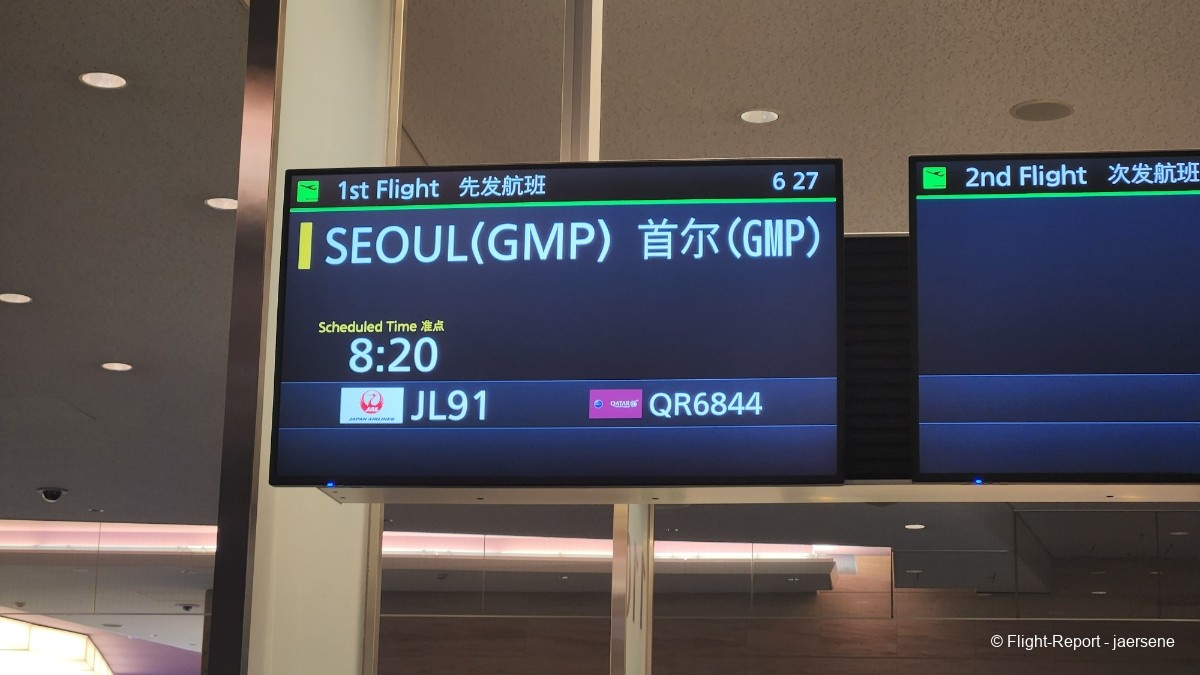 1st Flight 先发航班 6 27
SEOUL(GMP) 首尔(GMP)
Scheduled Time 准点
8:20
JAL
JAPAN AIRLINES
JL91
QATAR
QR6844
2nd Flight 次发航班
© Flight-Report - jaersene